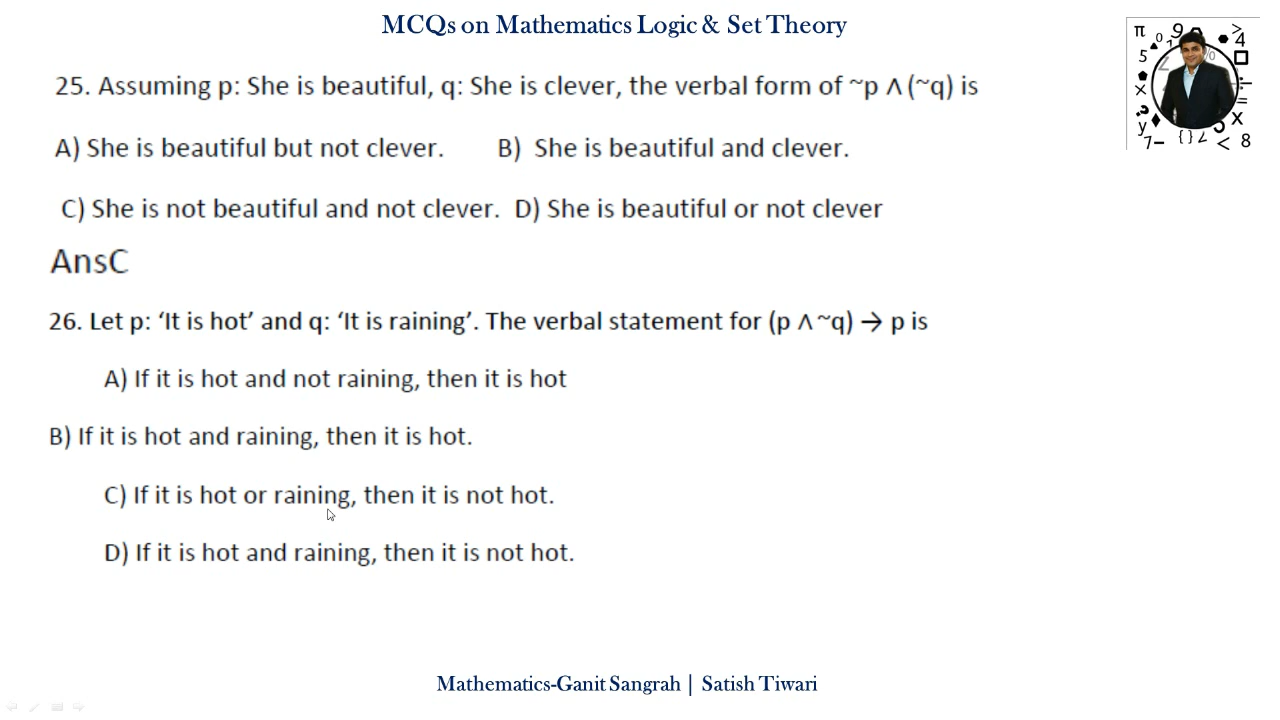 MCQs on Mathematics Logic & Set Theory
25. Assuming p: She is beautiful, q: She is clever, the verbal form of ~p ∧ (~q) is
A) She is beautiful but not clever. B) She is beautiful and clever.
C) She is not beautiful and not clever. D) She is beautiful or not clever
AnsC
26. Let p: ‘It is hot’ and q: ‘It is raining’. The verbal statement for (p ∧ ~q) → p is
A) If it is hot and not raining, then it is hot
B) If it is hot and raining, then it is hot.
C) If it is hot or raining, then it is not hot.
D) If it is hot and raining, then it is not hot.
Mathematics-Ganit Sangrah | Satish Tiwari